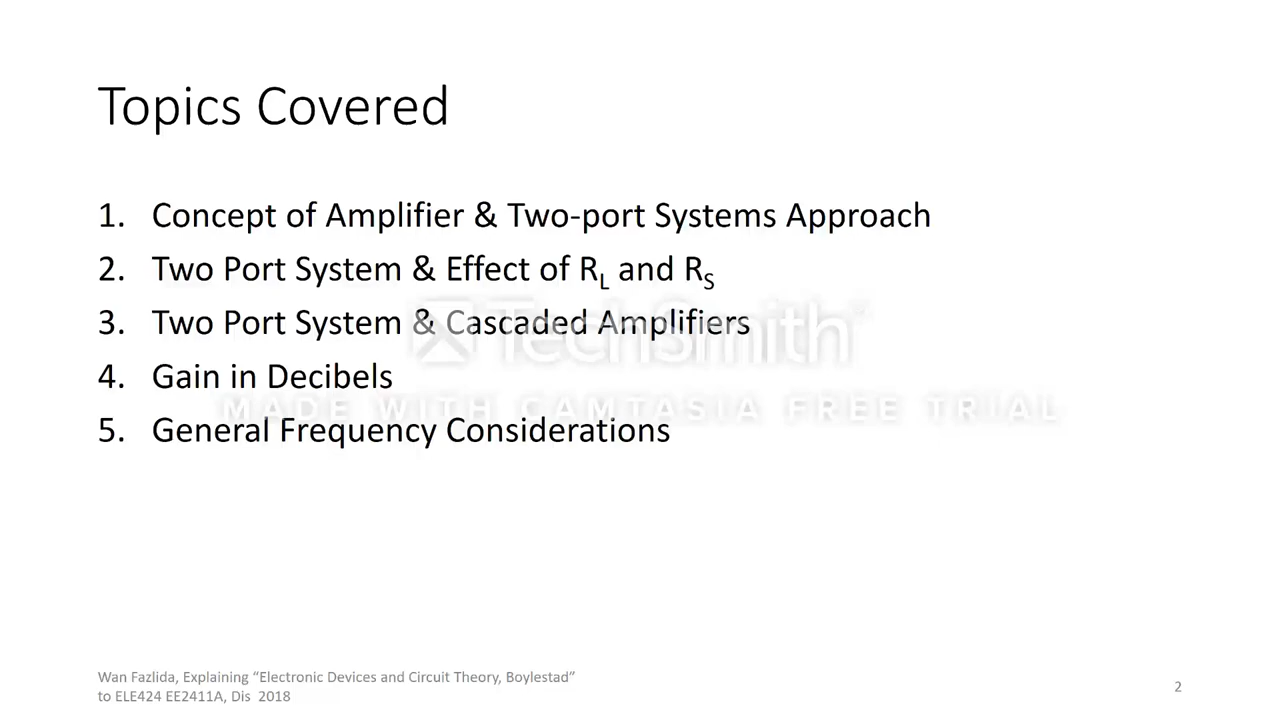 Topics Covered
1. Concept of Amplifier & Two-port Systems Approach
2. Two Port System & Effect of RL and RS
3. Two Port System & Cascaded Amplifiers
TechSmith®
4. Gain in Decibels
MADE WITH CAMTASIA FREE TRIAL
5. General Frequency Considerations
Wan Fazlida, Explaining “Electronic Devices and Circuit Theory, Boylestad”
to ELE424 EE2411A, Dis 2018
2